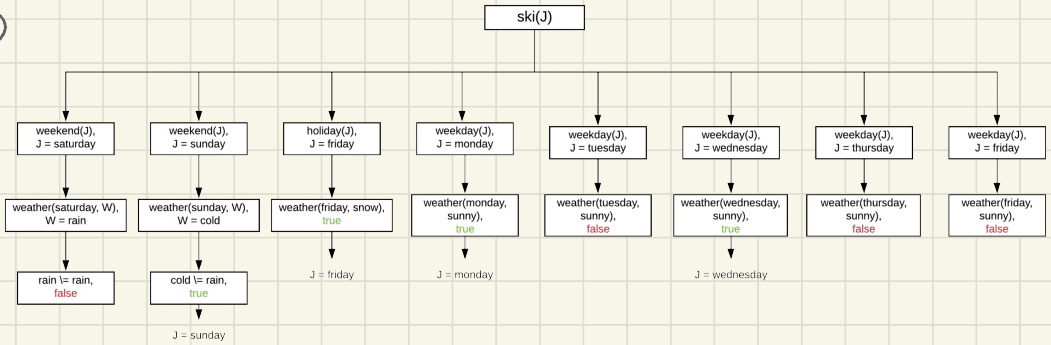 ski(J)
weekend(J),
J = saturday
weekend(J),
J = sunday
holiday(J),
J = friday
weekday(J),
J = monday
weekday(J),
J = tuesday
weekday(J),
J = wednesday
weekday(J),
J = thursday
weekday(J),
J = friday
weather(saturday, W),
W = rain
weather(sunday, W),
W = cold
weather(friday, snow),
true
weather(monday,
sunny),
true
weather(tuesday,
sunny),
false
weather(wednesday,
sunny),
true
weather(thursday,
sunny),
false
weather(friday,
sunny),
false
rain \= rain,
false
cold \= rain,
true
J = friday
J = monday
J = wednesday
J = sunday